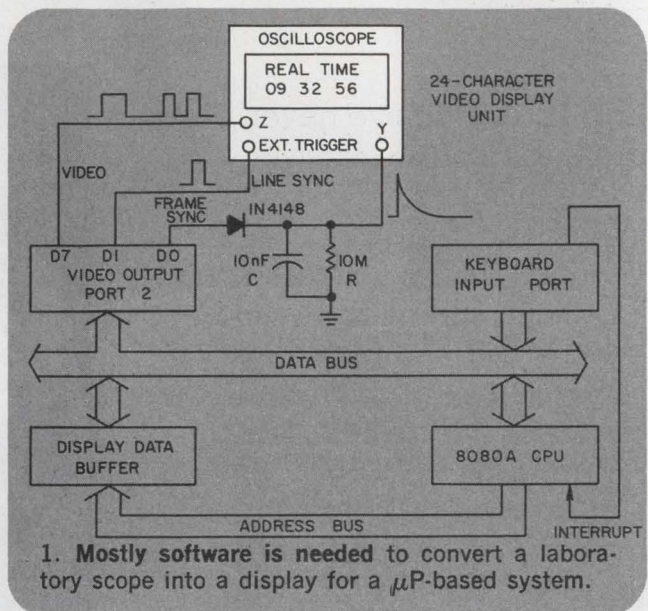 OSCILLOSCOPE
REAL TIME
09 32 56
24-CHARACTER
VIDEO DISPLAY
UNIT
Z
Y
EXT. TRIGGER
VIDEO
LINE SYNC
FRAME
SYNC
IN4148
D7 D1 D0
VIDEO OUTPUT
PORT 2
10nF
C
10M
R
KEYBOARD
INPUT PORT
DATA BUS
DISPLAY DATA
BUFFER
8080A CPU
ADDRESS BUS
INTERRUPT
1. Mostly software is needed to convert a labora-
tory scope into a display for a μP-based system.